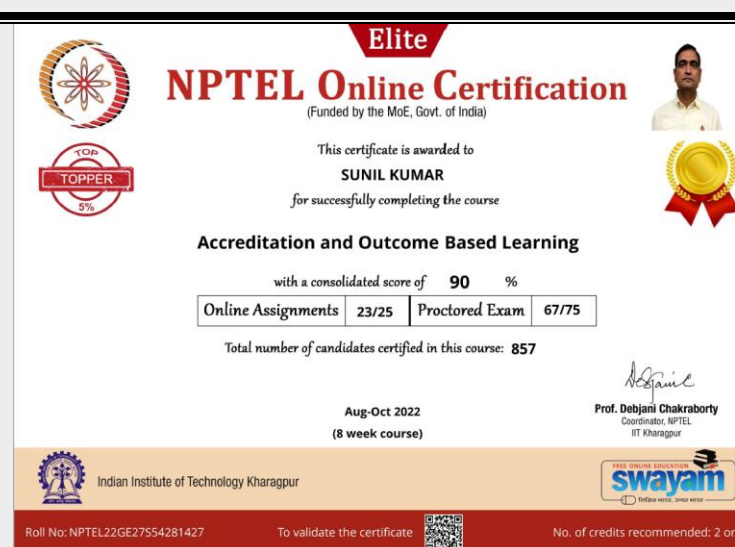 Elite
NPTEL Online Certification
(Funded by the MoE, Govt. of India)
This certificate is awarded to
SUNIL KUMAR
for successfully completing the course
TOP
TOPPER
5%
Accreditation and Outcome Based Learning
with a consolidated score of 90 %
Online Assignments 23/25 Proctored Exam 67/75
Total number of candidates certified in this course: 857
Aug-Oct 2022
(8 week course)
Prof. Debjani Chakraborty
Coordinator, NPTEL
IIT Kharagpur
Indian Institute of Technology Kharagpur
FREE ONLINE EDUCATION
swayam
शिक्षित भारत, उन्नत भारत
Roll No: NPTEL22GE27S54281427 To validate the certificate No. of credits recommended: 2 or